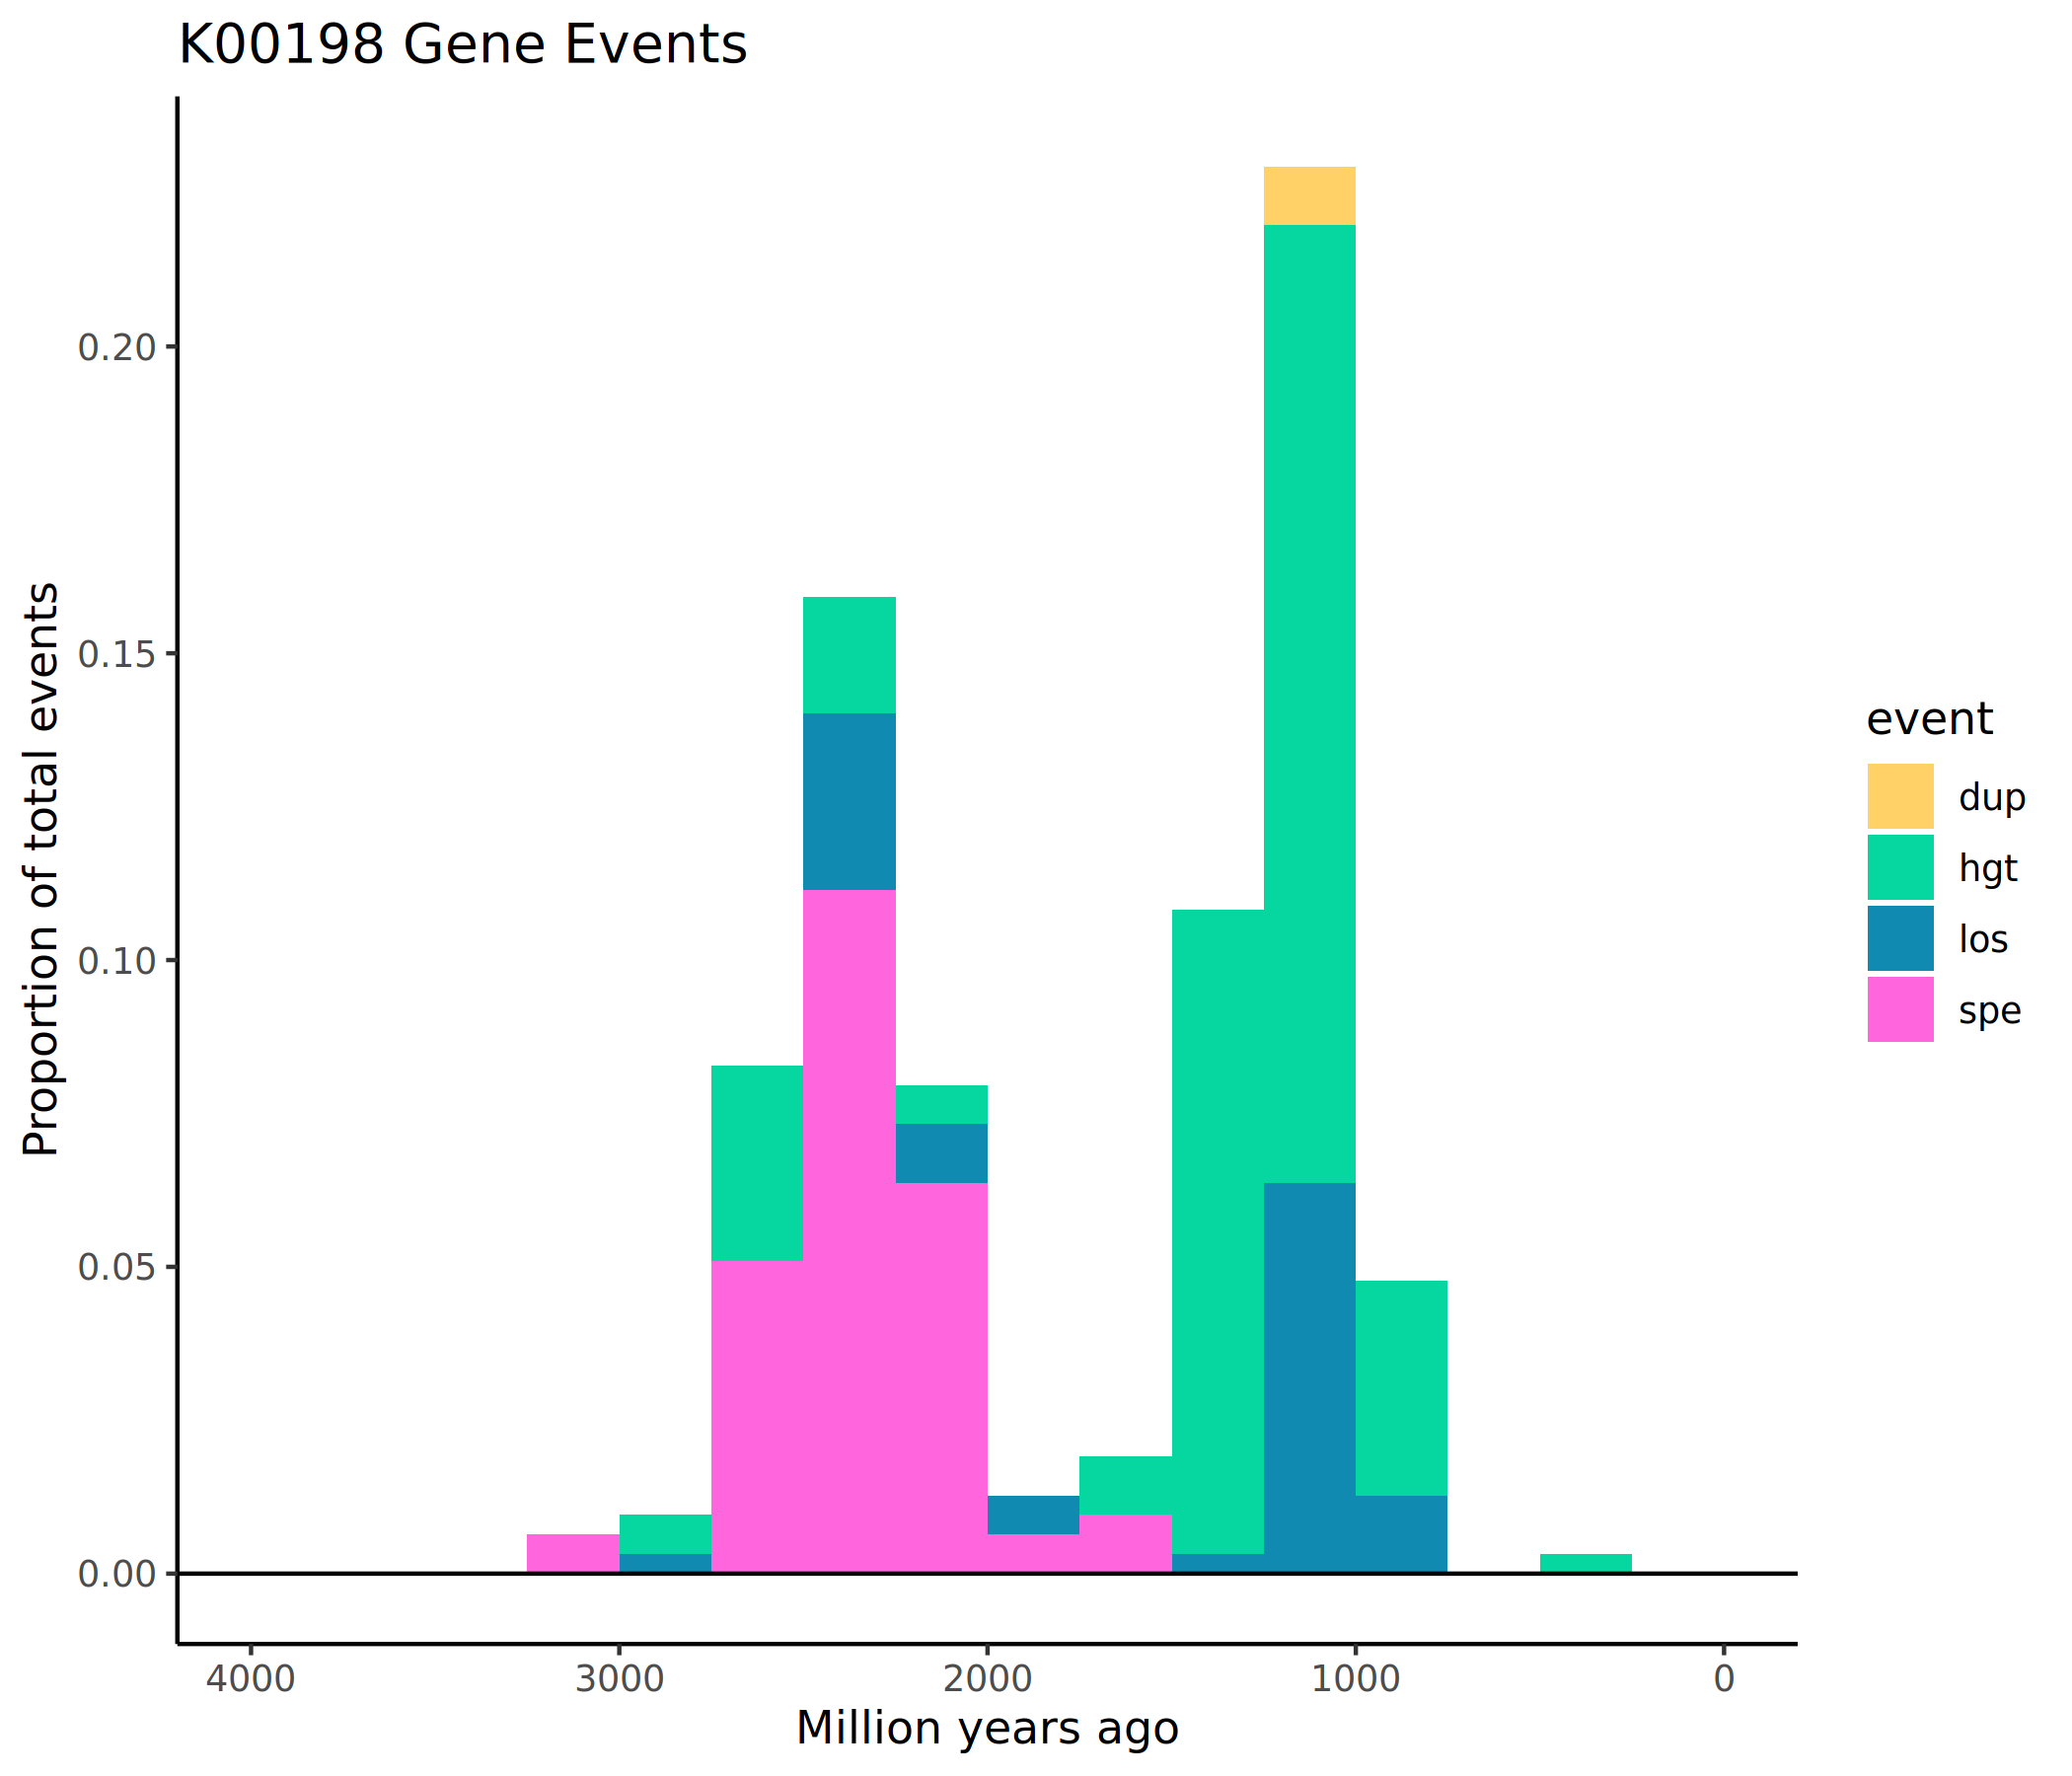 K00198 Gene Events
Proportion of total events
0.20
0.15
0.10
0.05
0.00
4000 3000 2000 1000 0
Million years ago
event
dup
hgt
los
spe